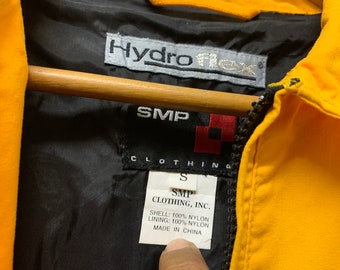 Hydro flex
SMP
CLOTHING
S
SMP
CLOTHING, INC.
SHELL: 100% NYLON
LINING: 100% NYLON
MADE IN CHINA